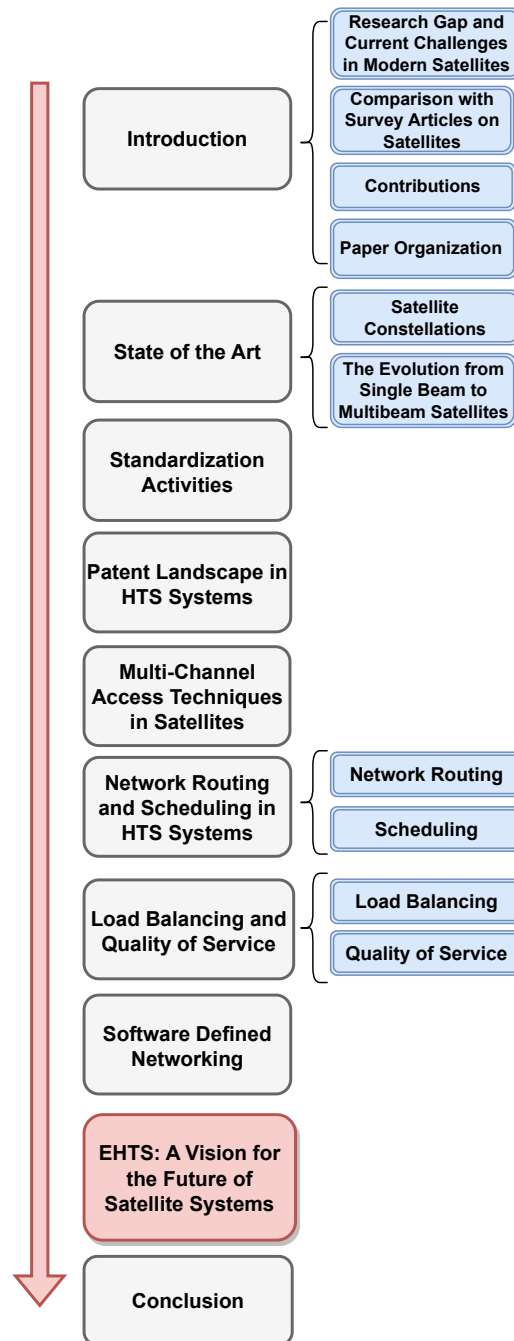 Introduction
Research Gap and
Current Challenges
in Modern Satellites
Comparison with
Survey Articles on
Satellites
Contributions
Paper Organization
State of the Art
Satellite
Constellations
The Evolution from
Single Beam to
Multibeam Satellites
Standardization
Activities
Patent Landscape in
HTS Systems
Multi-Channel
Access Techniques
in Satellites
Network Routing
and Scheduling in
HTS Systems
Network Routing
Scheduling
Load Balancing and
Quality of Service
Load Balancing
Quality of Service
Software Defined
Networking
EHTS: A Vision for
the Future of
Satellite Systems
Conclusion